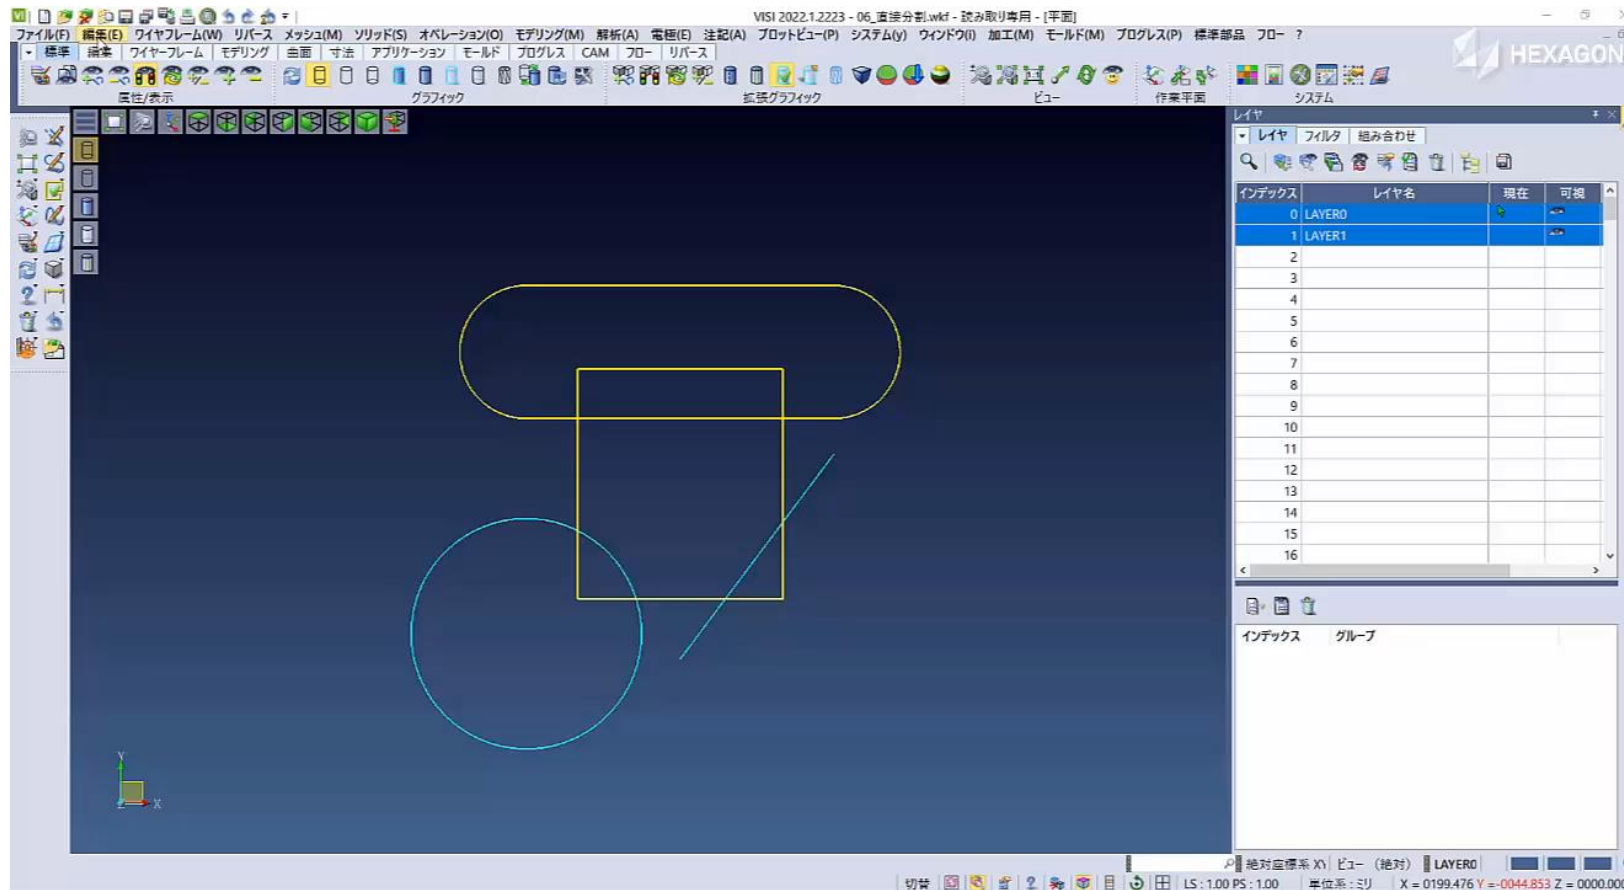 VISI 2022.1.2223 - 06_直接分割.wkf - 読み取り専用 - [平面]
ファイル(F) 編集(E) ワイヤフレーム(W) リバース メッシュ(M) ソリッド(S) オペレーション(O) モデリング(M) 解析(A) 電極(E) 注記(A) プロットビュー(P) システム(y) ウィンドウ(i) 加工(M) モールド(M) プログレス(P) 標準部品 フロー ?
標準 編集 ワイヤーフレーム モデリング 曲面 寸法 アプリケーション モールド プログレス CAM フロー リバース
HEXAGON
属性/表示 グラフィック 拡張グラフィック ビュー 作業平面 システム
レイヤ
レイヤ フィルタ 組み合わせ
インデックス レイヤ名 現在 可視
0 LAYER0
1 LAYER1
2
3
4
5
6
7
8
9
10
11
12
13
14
15
16
インデックス グループ
Y
Z X
絶対座標系 XY ビュー (絶対) LAYER0
切替 LS : 1.00 PS : 1.00 単位系 : ミリ X = 0199.476 Y = -0044.853 Z = 0000.00